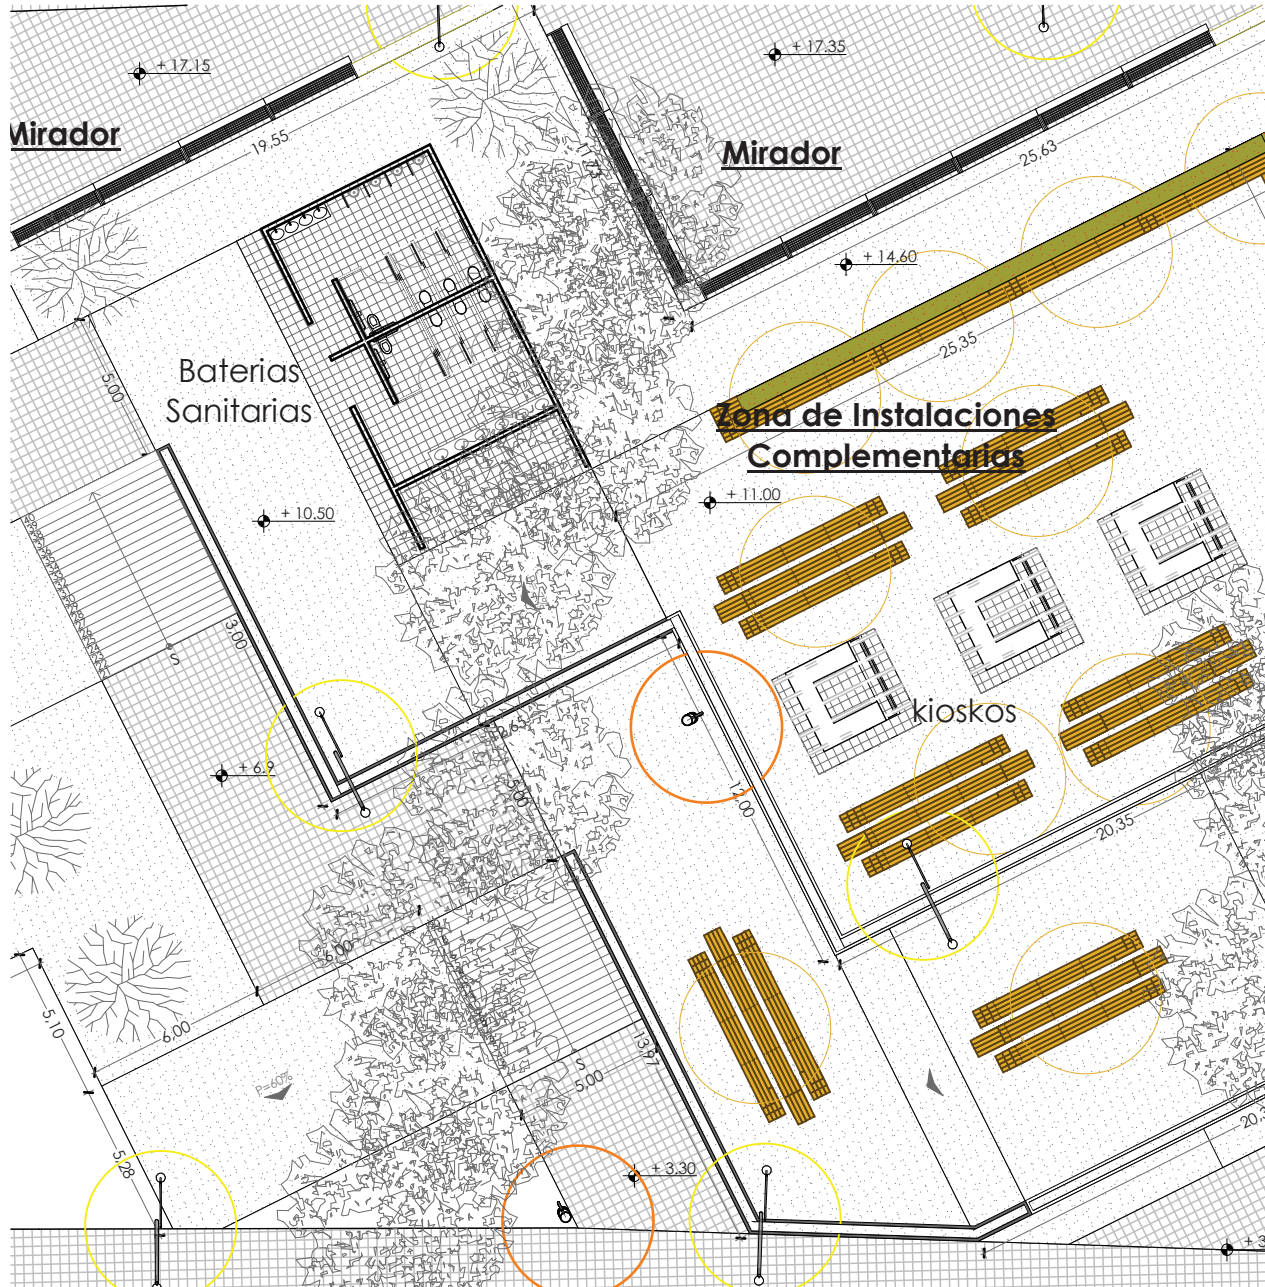 + 17.15
+ 17.35
Mirador
19.55
Mirador
25,63
+ 14.60
25,35
Baterias
Sanitarias
5.00
Zona de Instalaciones
Complementarias
+ 11.00
+ 10.50
3.00
S
kioskos
+ 6.9
5.00
12,00
20,35
6.00
6.00
5,10
P=60%
S
5.00
13,97
5,28
+ 3.30